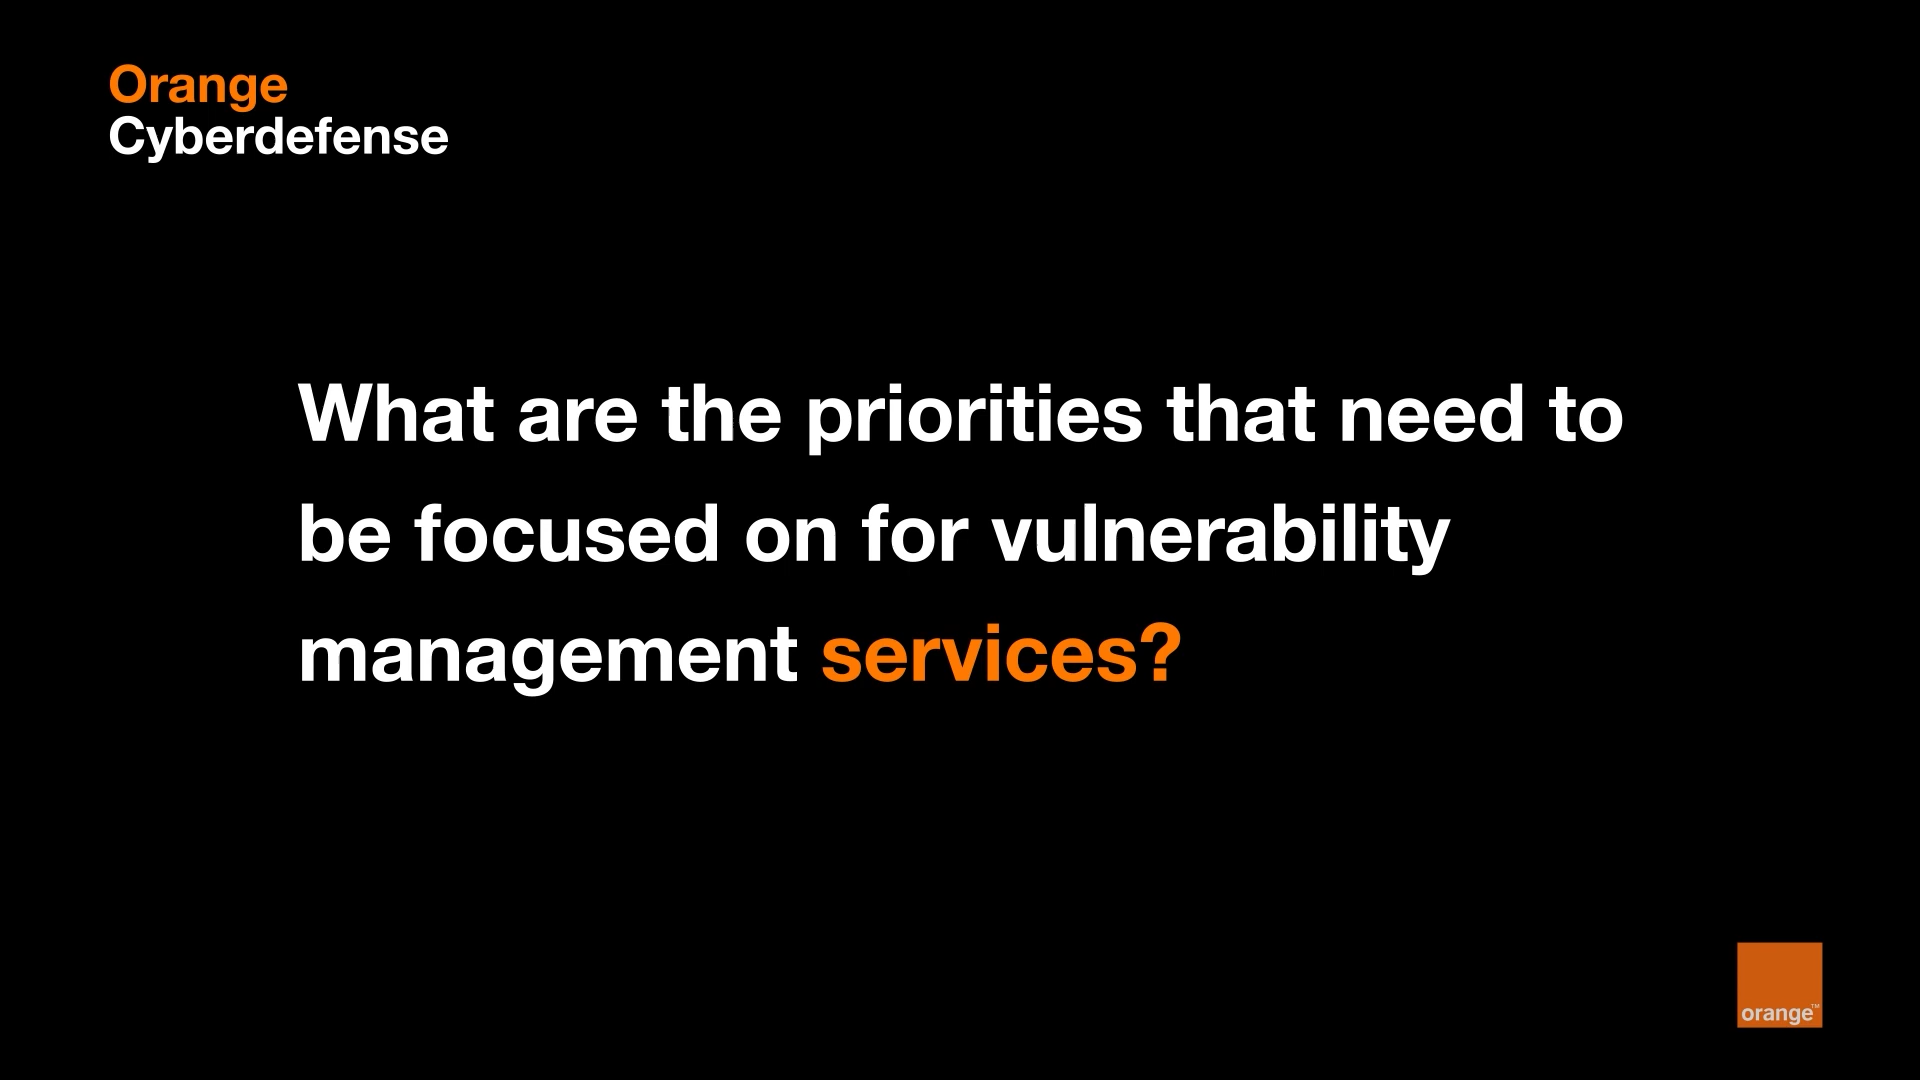 Orange
Cyberdefense
What are the priorities that need to
be focused on for vulnerability
management services?
orange™